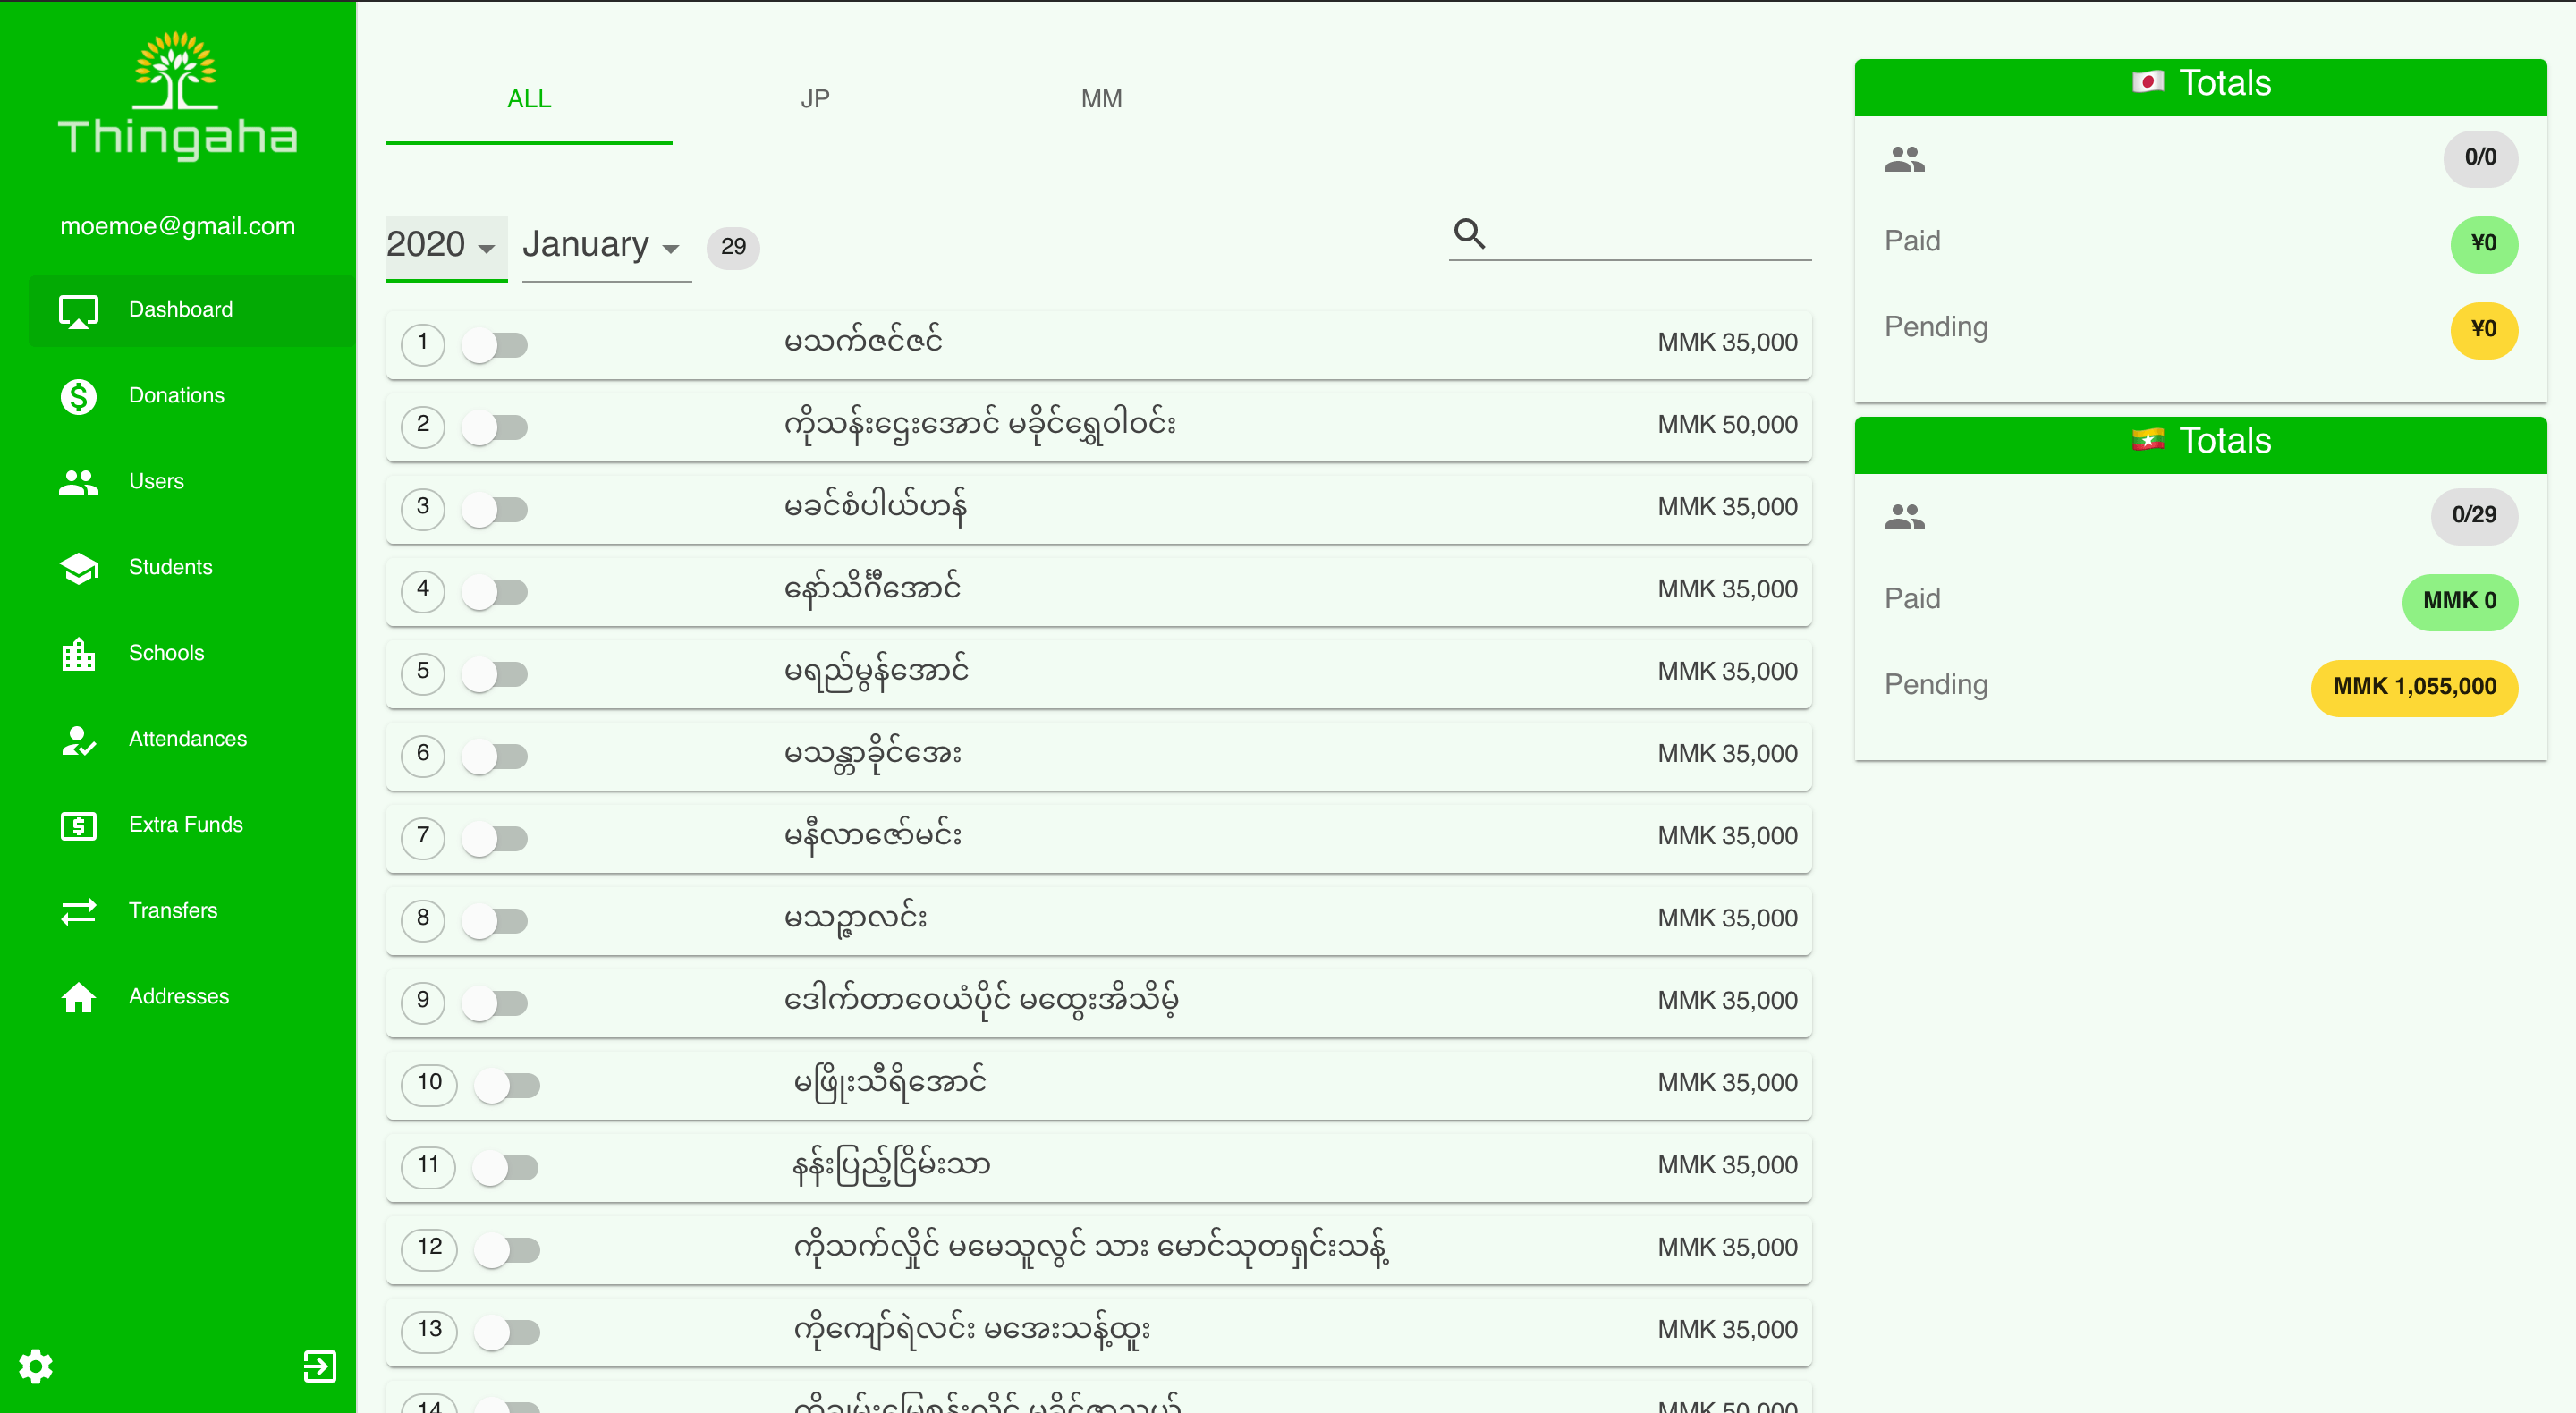 Thingaha
moemoe@gmail.com
Dashboard
Donations
Users
Students
Schools
Attendances
Extra Funds
Transfers
Addresses
ALL JP MM
2020 January 29
1 မသက်ဇင်ဇင် MMK 35,000
2 ကိုသန်းဌေးအောင် မခိုင်ရွှေဝါဝင်း MMK 50,000
3 မခင်စံပါယ်ဟန် MMK 35,000
4 နော်သိင်္ဂီအောင် MMK 35,000
5 မရည်မွန်အောင် MMK 35,000
6 မသန္တာခိုင်အေး MMK 35,000
7 မနီလာဇော်မင်း MMK 35,000
8 မသဥ္ဇာလင်း MMK 35,000
9 ဒေါက်တာဝေယံပိုင် မထွေးအိသိမ့် MMK 35,000
10 မဖြိုးသီရိအောင် MMK 35,000
11 နန်းပြည့်ငြိမ်းသာ MMK 35,000
12 ကိုသက်လှိုင် မမေသူလွင် သား မောင်သုတရှင်းသန့် MMK 35,000
13 ကိုကျော်ရဲလင်း မအေးသန့်ထူး MMK 35,000
14 MMK 50,000
Totals
0/0
Paid ¥0
Pending ¥0
Totals
0/29
Paid MMK 0
Pending MMK 1,055,000